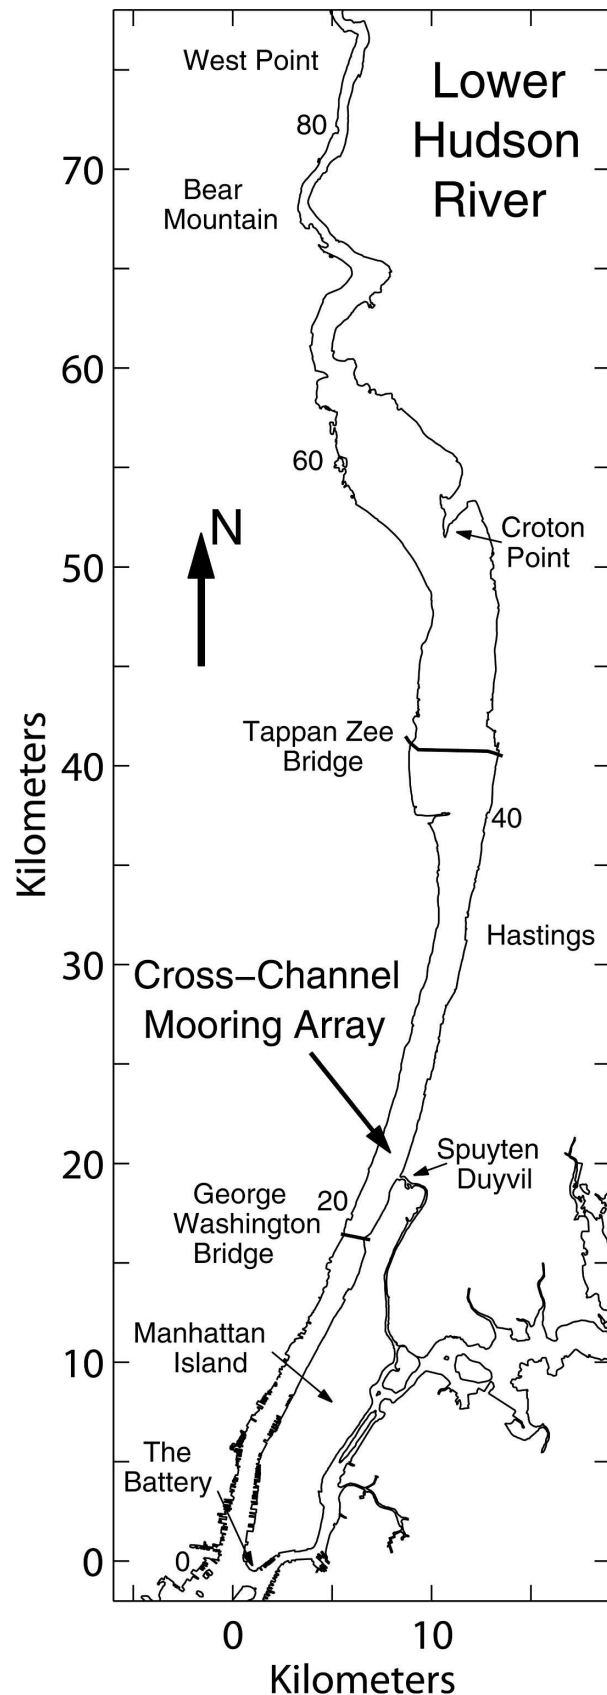 West Point
Lower
Hudson
River
80
70
Bear
Mountain
60
60
N
Croton
Point
50
Tappan Zee
Bridge
40
40
Kilometers
Hastings
Cross–Channel
Mooring Array
30
20
Spuyten
Duyvil
George
Washington
Bridge
20
Manhattan
Island
10
The
Battery
0
0
0 10
Kilometers